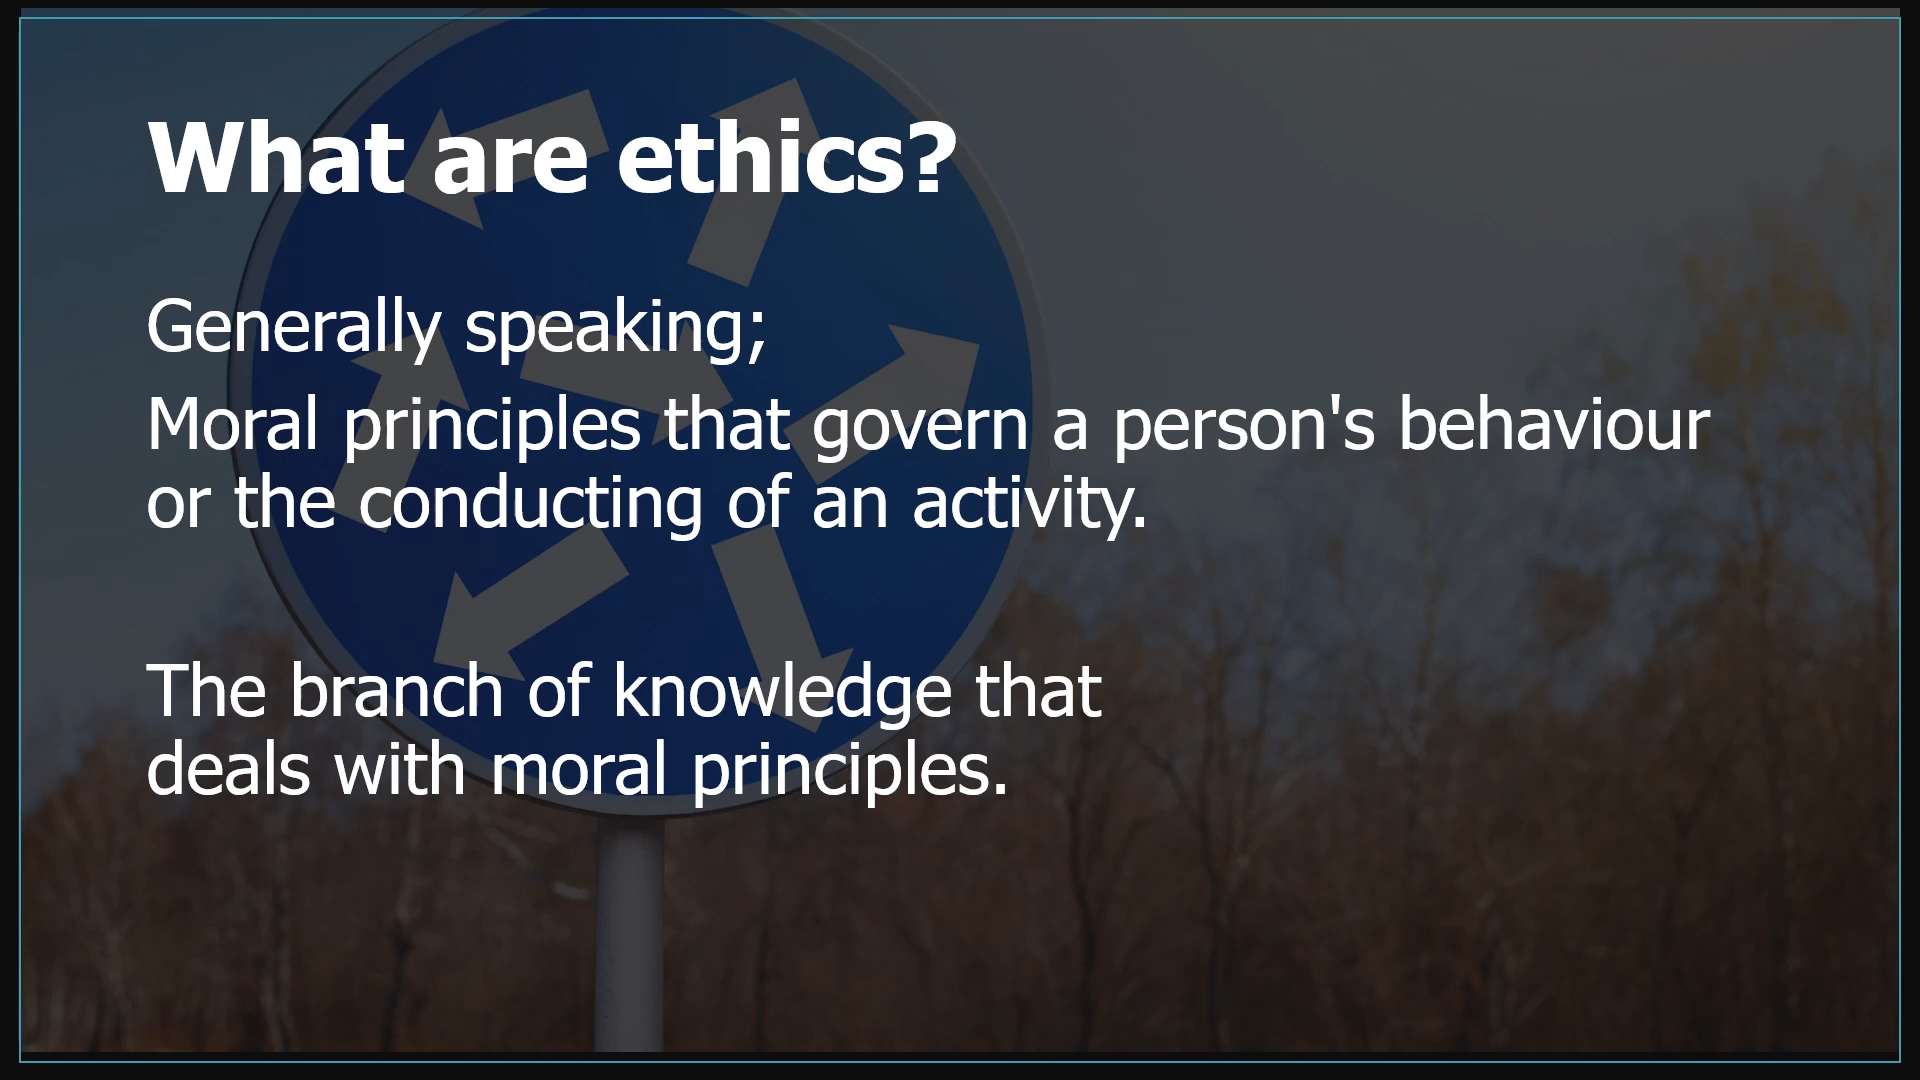 What are ethics?
Generally speaking;
Moral principles that govern a person's behaviour
or the conducting of an activity.
The branch of knowledge that
deals with moral principles.